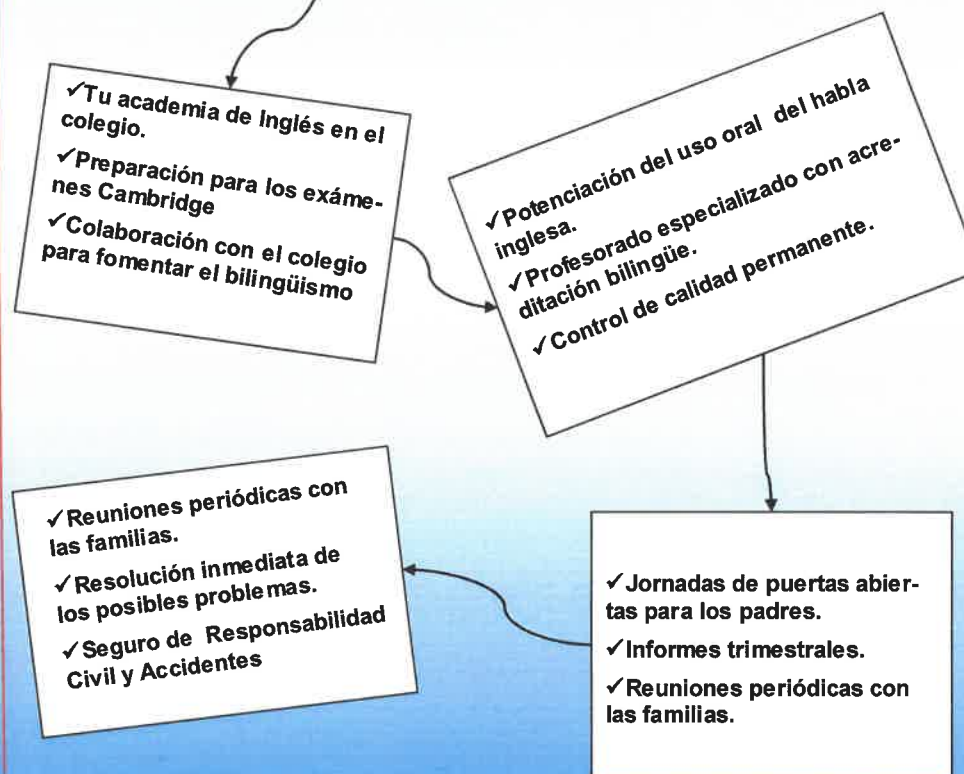 ✓Tu academia de Inglés en el
colegio.
✓Preparación para los exáme-
nes Cambridge
✓Colaboración con el colegio
para fomentar el bilingüismo
✓Potenciación del uso oral del habla
inglesa.
✓Profesorado especializado con acre-
ditación bilingüe.
✓Control de calidad permanente.
✓Jornadas de puertas abier-
tas para los padres.
✓Informes trimestrales.
✓Reuniones periódicas con
las familias.
✓Reuniones periódicas con
las familias.
✓Resolución inmediata de
los posibles problemas.
✓Seguro de Responsabilidad
Civil y Accidentes